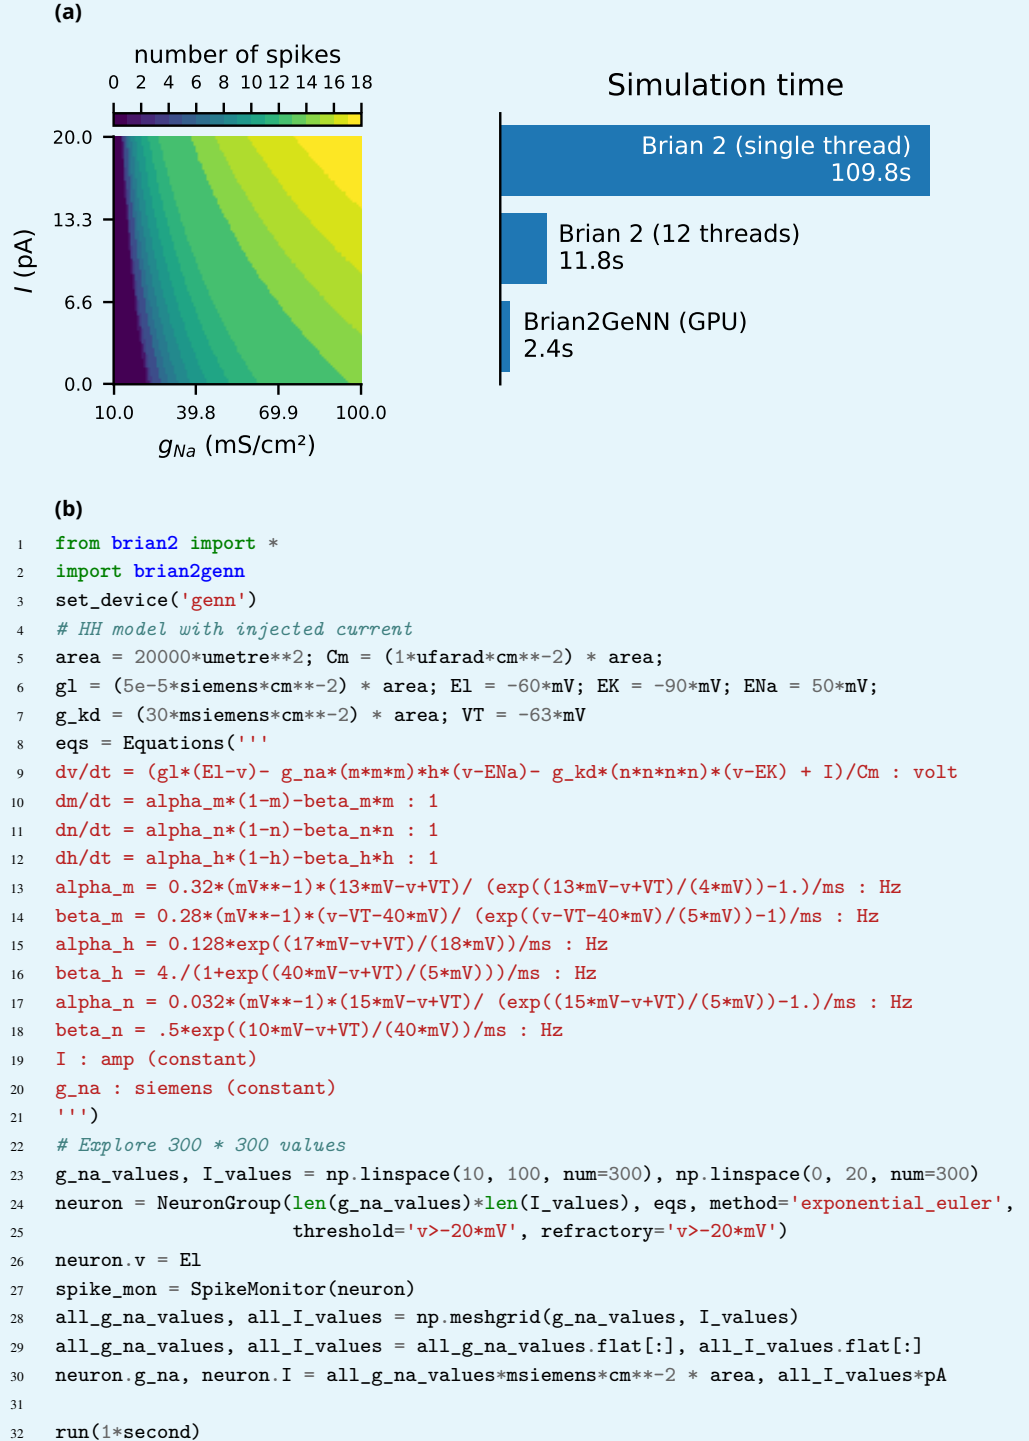 (a)
number of spikes
0 2 4 6 8 10 12 14 16 18
20.0
13.3
6.6
0.0
I (pA)
10.0 39.8 69.9 100.0
gNa (mS/cm²)
Simulation time
Brian 2 (single thread)
109.8s
Brian 2 (12 threads)
11.8s
Brian2GeNN (GPU)
2.4s
(b)
1 from brian2 import *
2 import brian2genn
3 set_device('genn')
4 # HH model with injected current
5 area = 20000*umetre**2; Cm = (1*ufarad*cm**-2) * area;
6 gl = (5e-5*siemens*cm**-2) * area; El = -60*mV; EK = -90*mV; ENa = 50*mV;
7 g_kd = (30*msiemens*cm**-2) * area; VT = -63*mV
8 eqs = Equations('''
9 dv/dt = (gl*(El-v)- g_na*(m*m*m)*h*(v-ENa)- g_kd*(n*n*n*n)*(v-EK) + I)/Cm : volt
10 dm/dt = alpha_m*(1-m)-beta_m*m : 1
11 dn/dt = alpha_n*(1-n)-beta_n*n : 1
12 dh/dt = alpha_h*(1-h)-beta_h*h : 1
13 alpha_m = 0.32*(mV**-1)*(13*mV-v+VT)/ (exp((13*mV-v+VT)/(4*mV))-1.)/ms : Hz
14 beta_m = 0.28*(mV**-1)*(v-VT-40*mV)/ (exp((v-VT-40*mV)/(5*mV))-1)/ms : Hz
15 alpha_h = 0.128*exp((17*mV-v+VT)/(18*mV))/ms : Hz
16 beta_h = 4./(1+exp((40*mV-v+VT)/(5*mV)))/ms : Hz
17 alpha_n = 0.032*(mV**-1)*(15*mV-v+VT)/ (exp((15*mV-v+VT)/(5*mV))-1.)/ms : Hz
18 beta_n = .5*exp((10*mV-v+VT)/(40*mV))/ms : Hz
19 I : amp (constant)
20 g_na : siemens (constant)
21 ''')
22 # Explore 300 * 300 values
23 g_na_values, I_values = np.linspace(10, 100, num=300), np.linspace(0, 20, num=300)
24 neuron = NeuronGroup(len(g_na_values)*len(I_values), eqs, method='exponential_euler',
25 threshold='v>-20*mV', refractory='v>-20*mV')
26 neuron.v = El
27 spike_mon = SpikeMonitor(neuron)
28 all_g_na_values, all_I_values = np.meshgrid(g_na_values, I_values)
29 all_g_na_values, all_I_values = all_g_na_values.flat[:], all_I_values.flat[:]
30 neuron.g_na, neuron.I = all_g_na_values*msiemens*cm**-2 * area, all_I_values*pA
31
32 run(1*second)